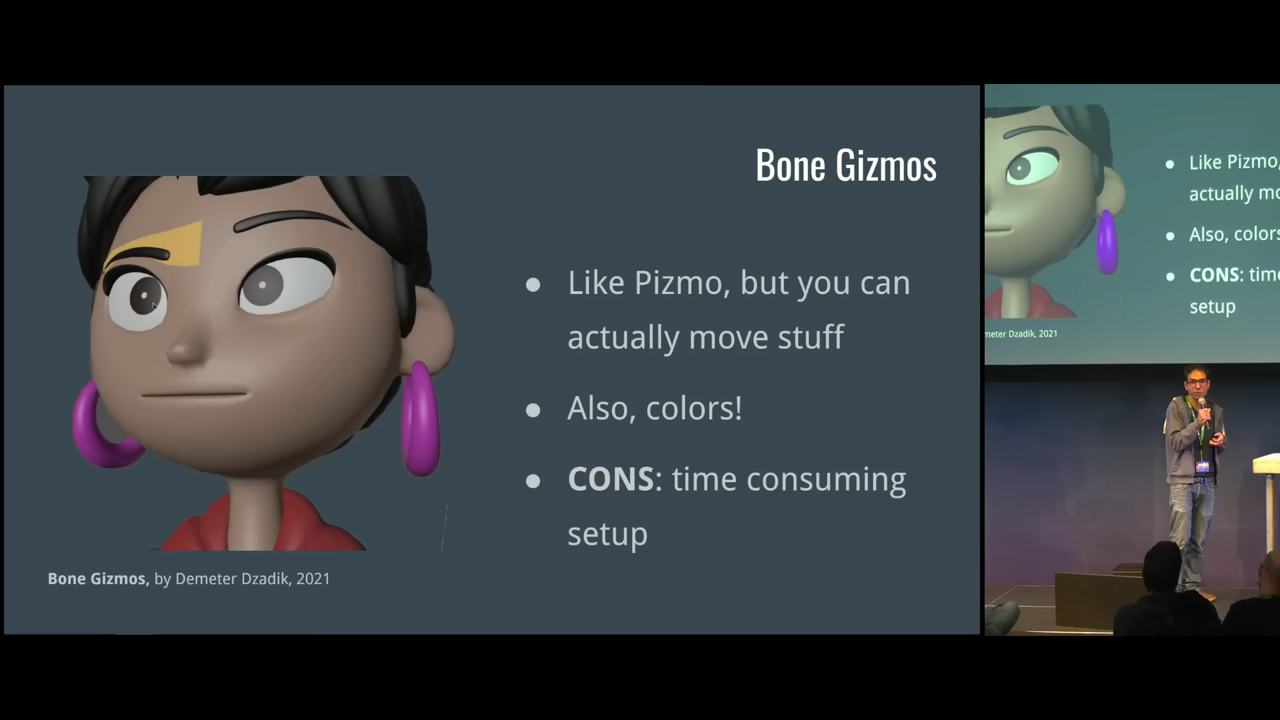 Bone Gizmos
● Like Pizmo, but you can
actually move stuff
● Also, colors!
● CONS: time consuming
setup
Bone Gizmos, by Demeter Dzadik, 2021
● Like Pizmo,
actually mo
● Also, colors
● CONS: time
setup
meter Dzadik, 2021